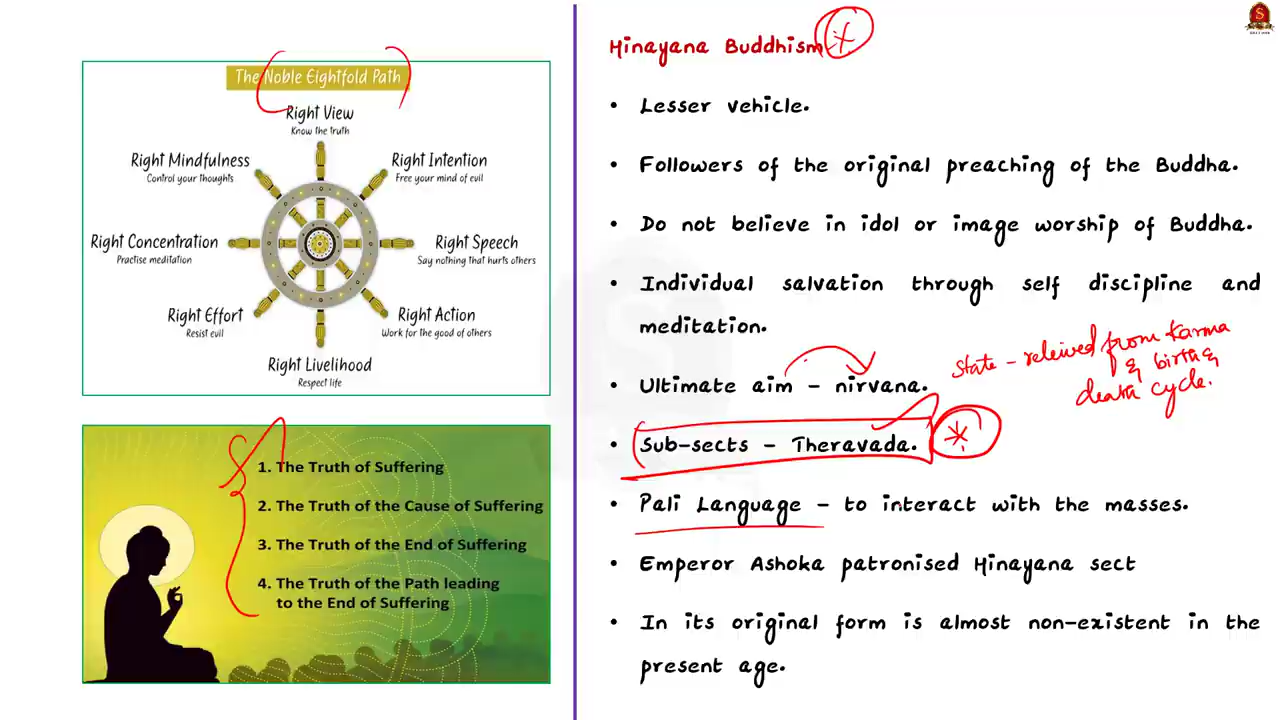 The Noble Eightfold Path
Right View
Know the truth
Right Mindfulness
Control your thoughts
Right Intention
Free your mind of evil
Right Concentration
Practise meditation
Right Speech
Say nothing that hurts others
Right Effort
Resist evil
Right Action
Work for the good of others
Right Livelihood
Respect life
1. The Truth of Suffering
2. The Truth of the Cause of Suffering
3. The Truth of the End of Suffering
4. The Truth of the Path leading
to the End of Suffering
Hinayana Buddhism
• Lesser vehicle.
• Followers of the original preaching of the Buddha.
• Do not believe in idol or image worship of Buddha.
• Individual salvation through self discipline and
meditation.
• Ultimate aim – nirvana.
State – releived from karma
& birth &
death cycle.
• Sub-sects – Theravada.
• Pali Language – to interact with the masses.
• Emperor Ashoka patronised Hinayana sect
• In its original form is almost non-existent in the
present age.